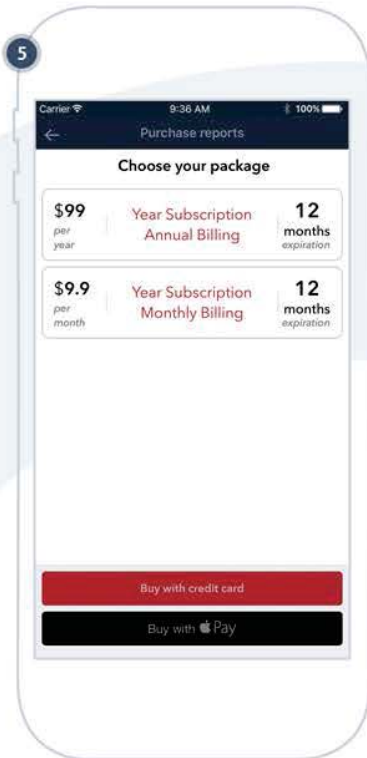 5
Carrier 9:36 AM 100%
← Purchase reports
Choose your package
$99
per
year
Year Subscription
Annual Billing
12
months
expiration
$9.9
per
month
Year Subscription
Monthly Billing
12
months
expiration
Buy with credit card
Buy with Pay